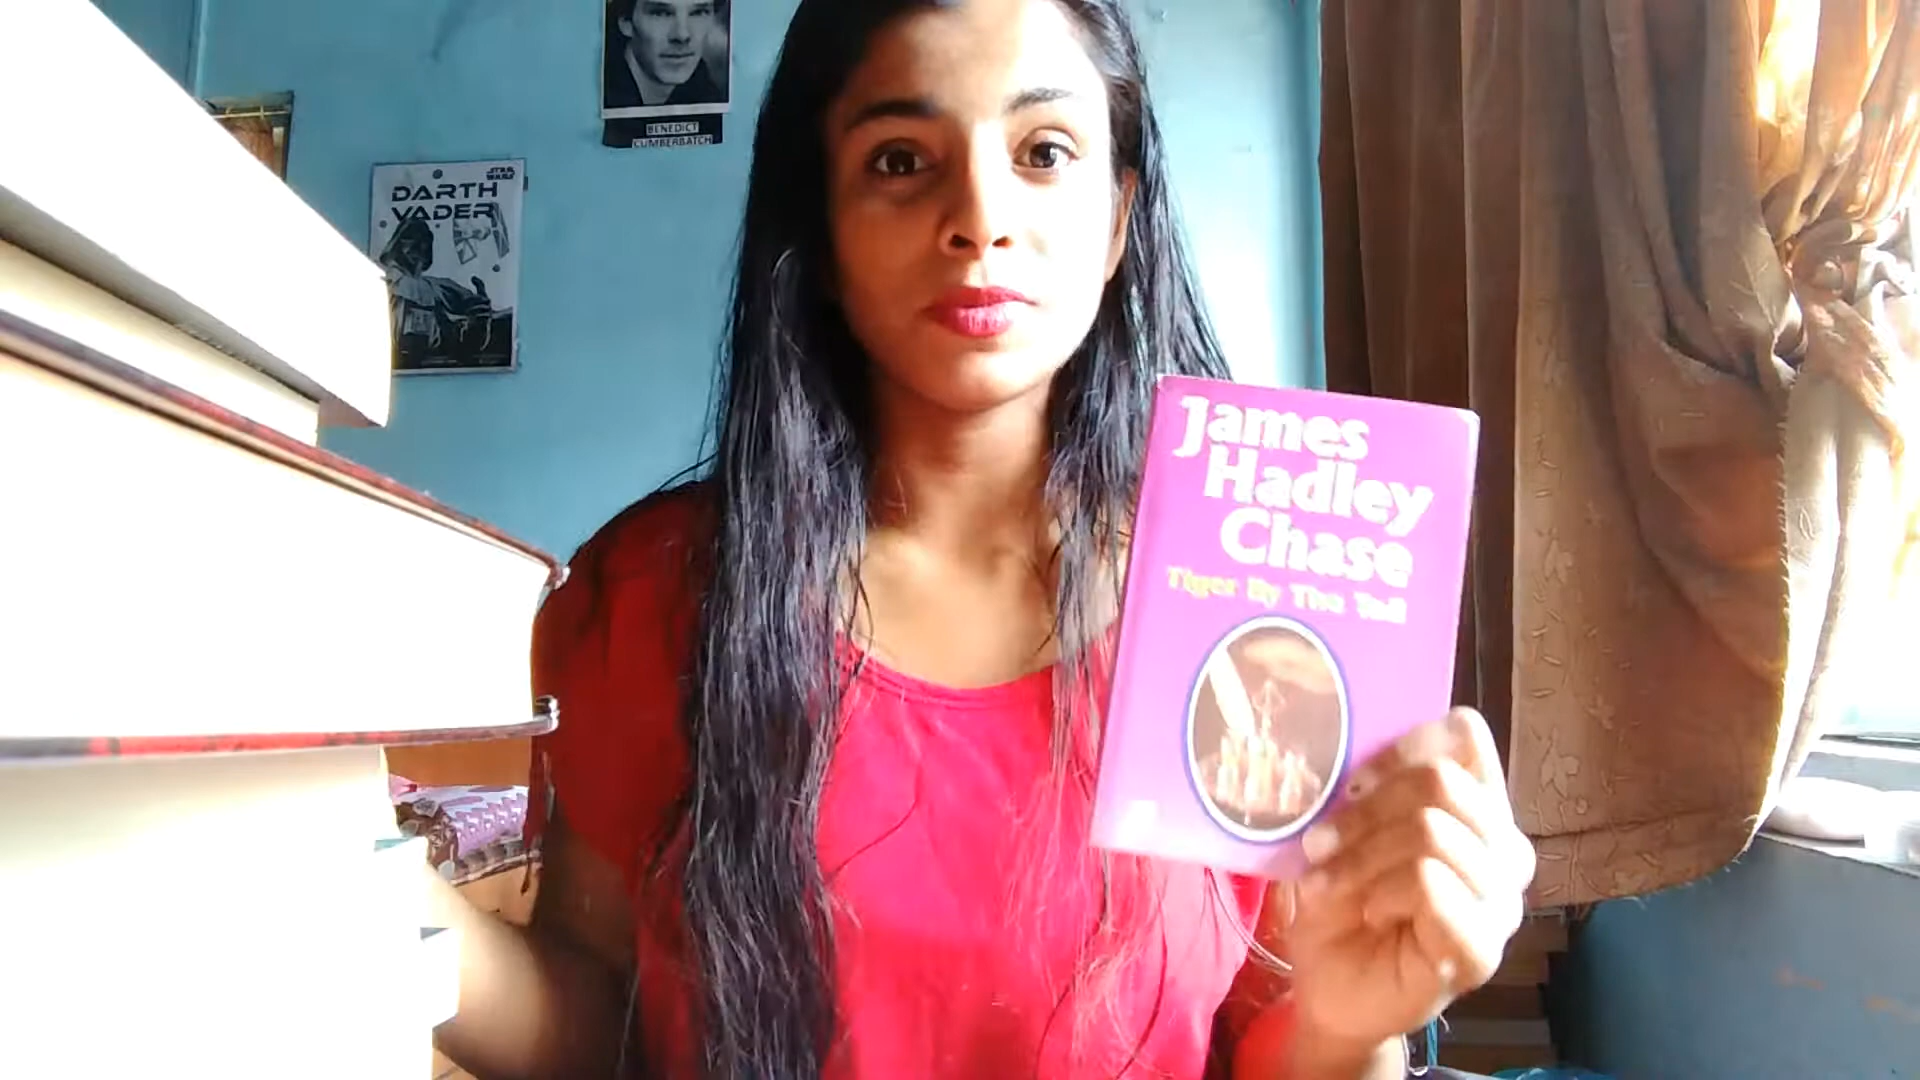 BENEDICT
CUMBERBATCH
STAR
WARS
DARTH
VADER
James
Hadley
Chase
Tiger By The Tail